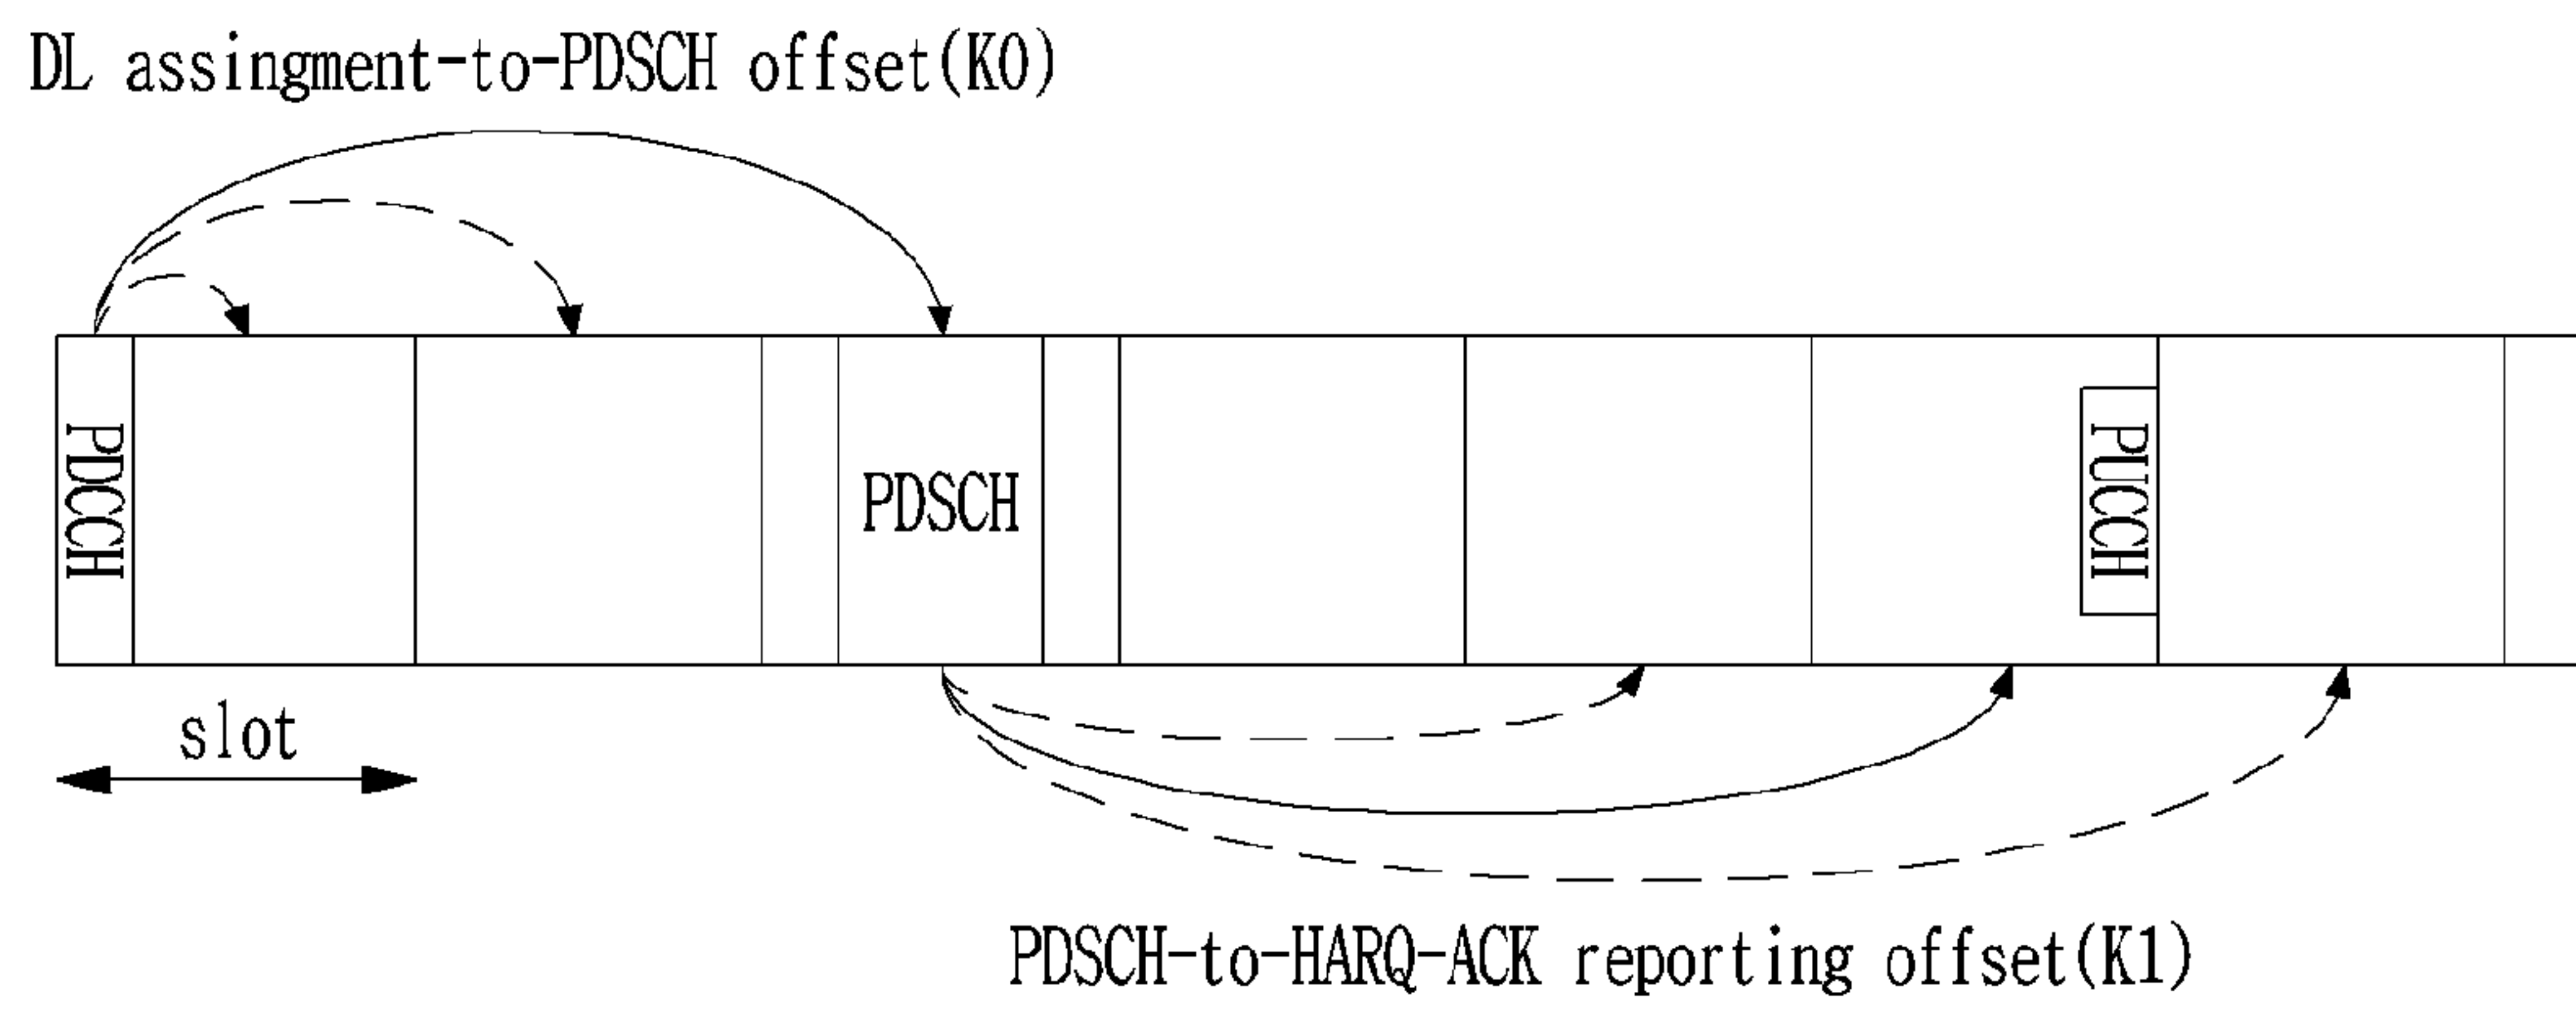 DL assingment-to-PDSCH offset(K0)
PDCCH
PDSCH
PUCCH
slot
PDSCH-to-HARQ-ACK reporting offset(K1)